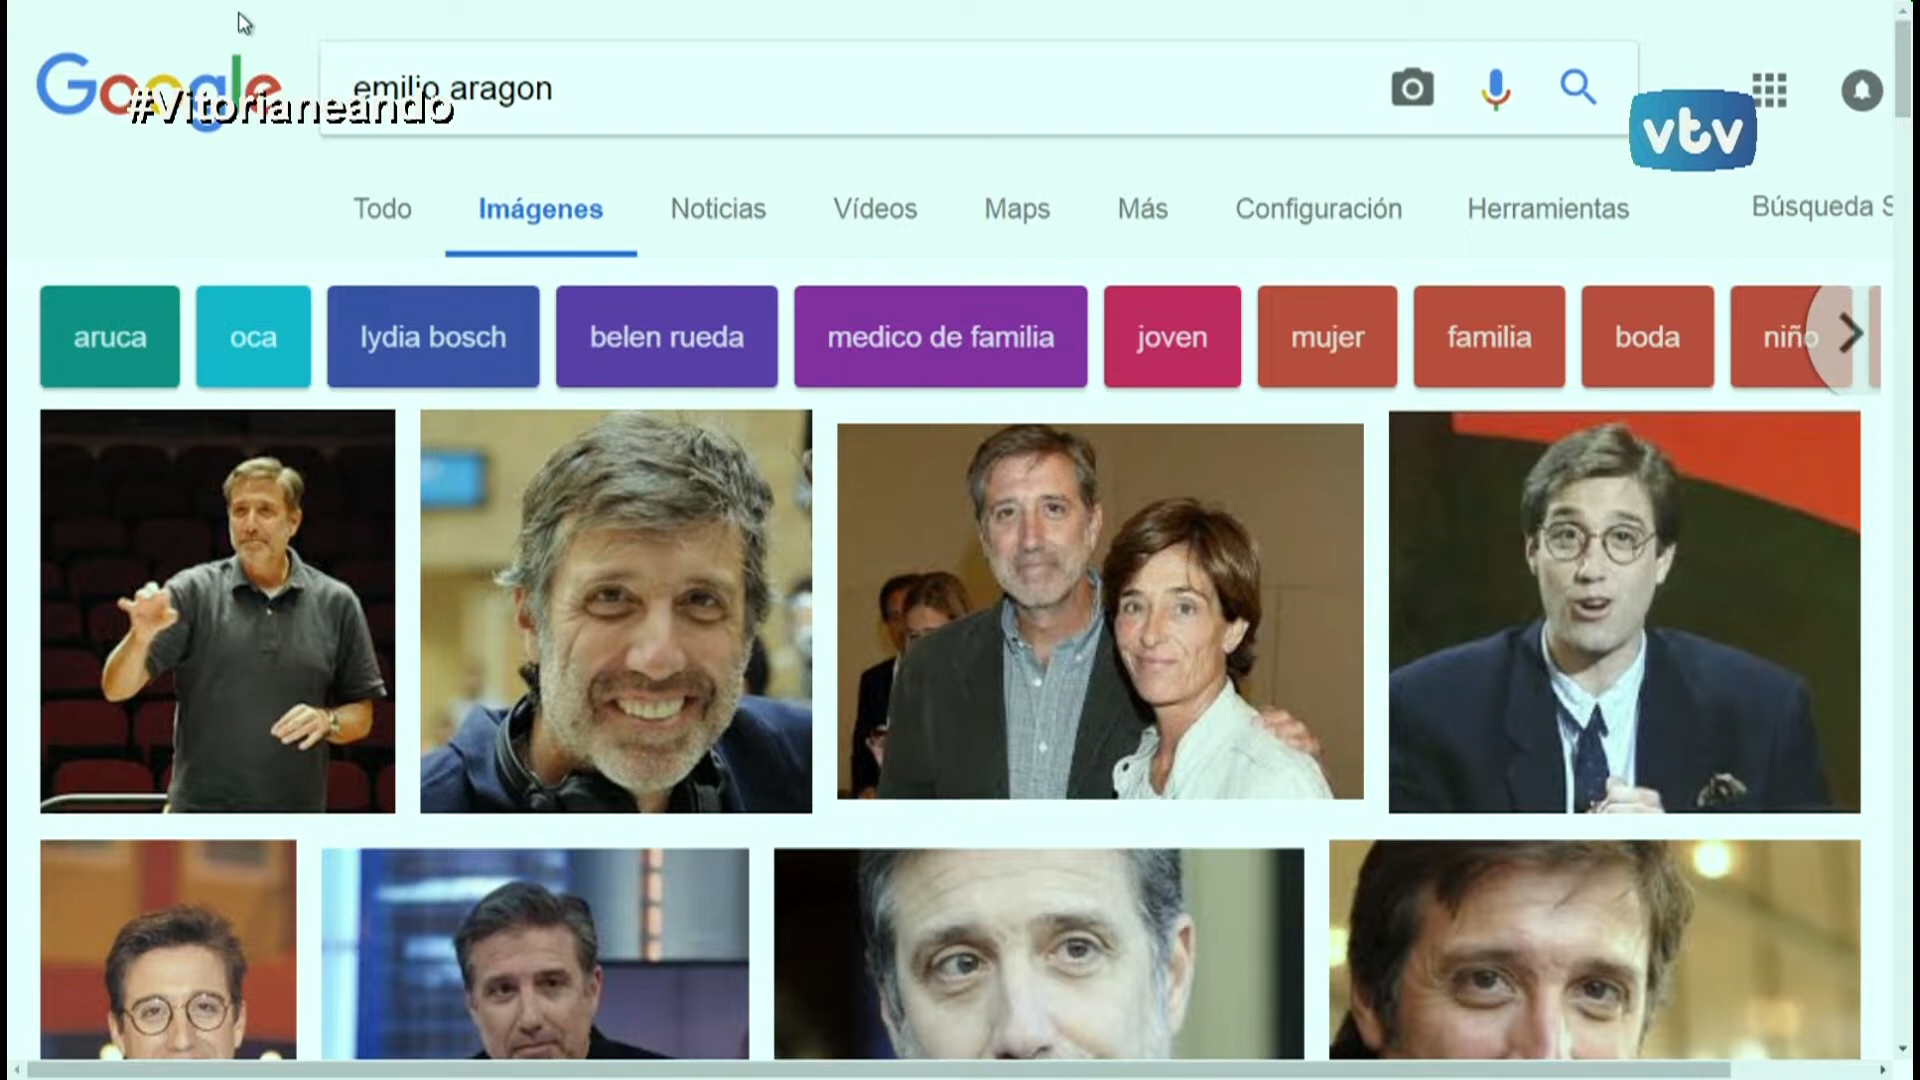 Google
emilio aragon
#Vitorianeando
vtv
Todo Imágenes Noticias Vídeos Maps Más Configuración Herramientas Búsqueda S
aruca oca lydia bosch belen rueda medico de familia joven mujer familia boda niño